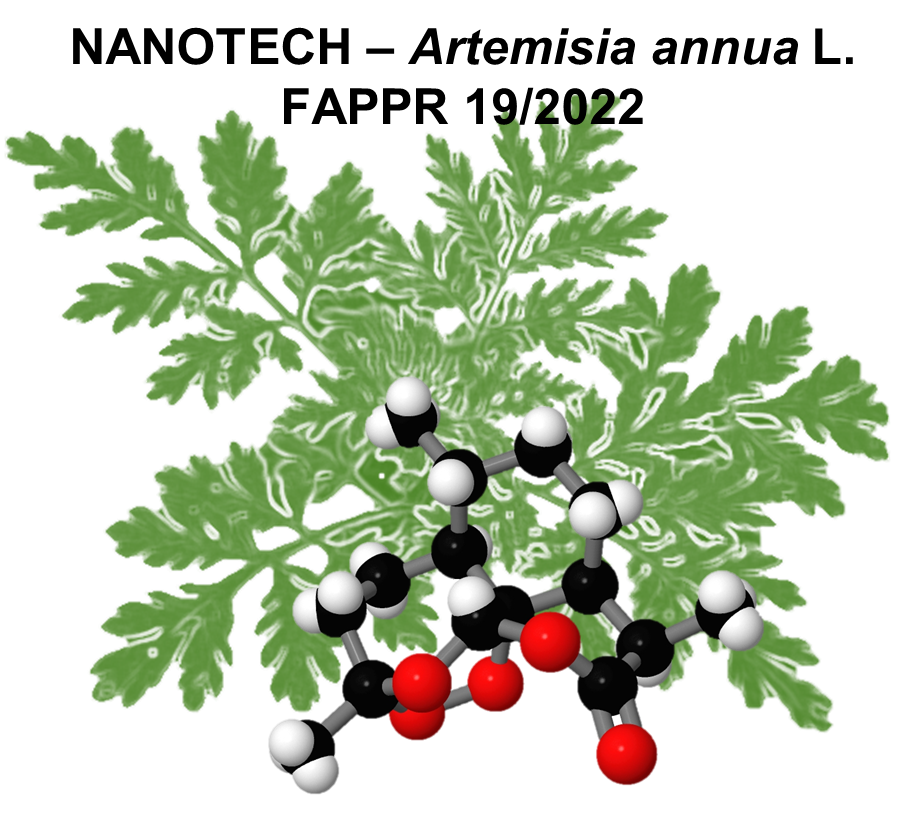 NANOTECH – Artemisia annua L.
FAPPR 19/2022